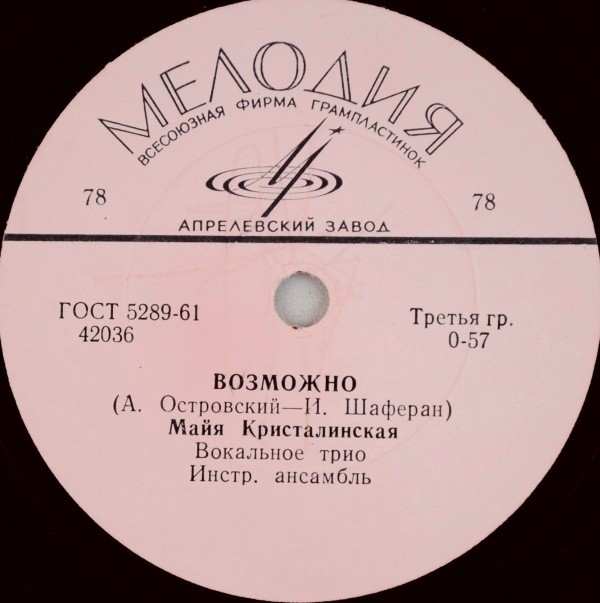 МЕЛОДИЯ
ВСЕСОЮЗНАЯ ФИРМА ГРАМПЛАСТИНОК
78
78
АПРЕЛЕВСКИЙ ЗАВОД
ГОСТ 5289-61
42036
Третья гр.
0-57
ВОЗМОЖНО
(А. Островский—И. Шаферан)
Майя Кристалинская
Вокальное трио
Инстр. ансамбль